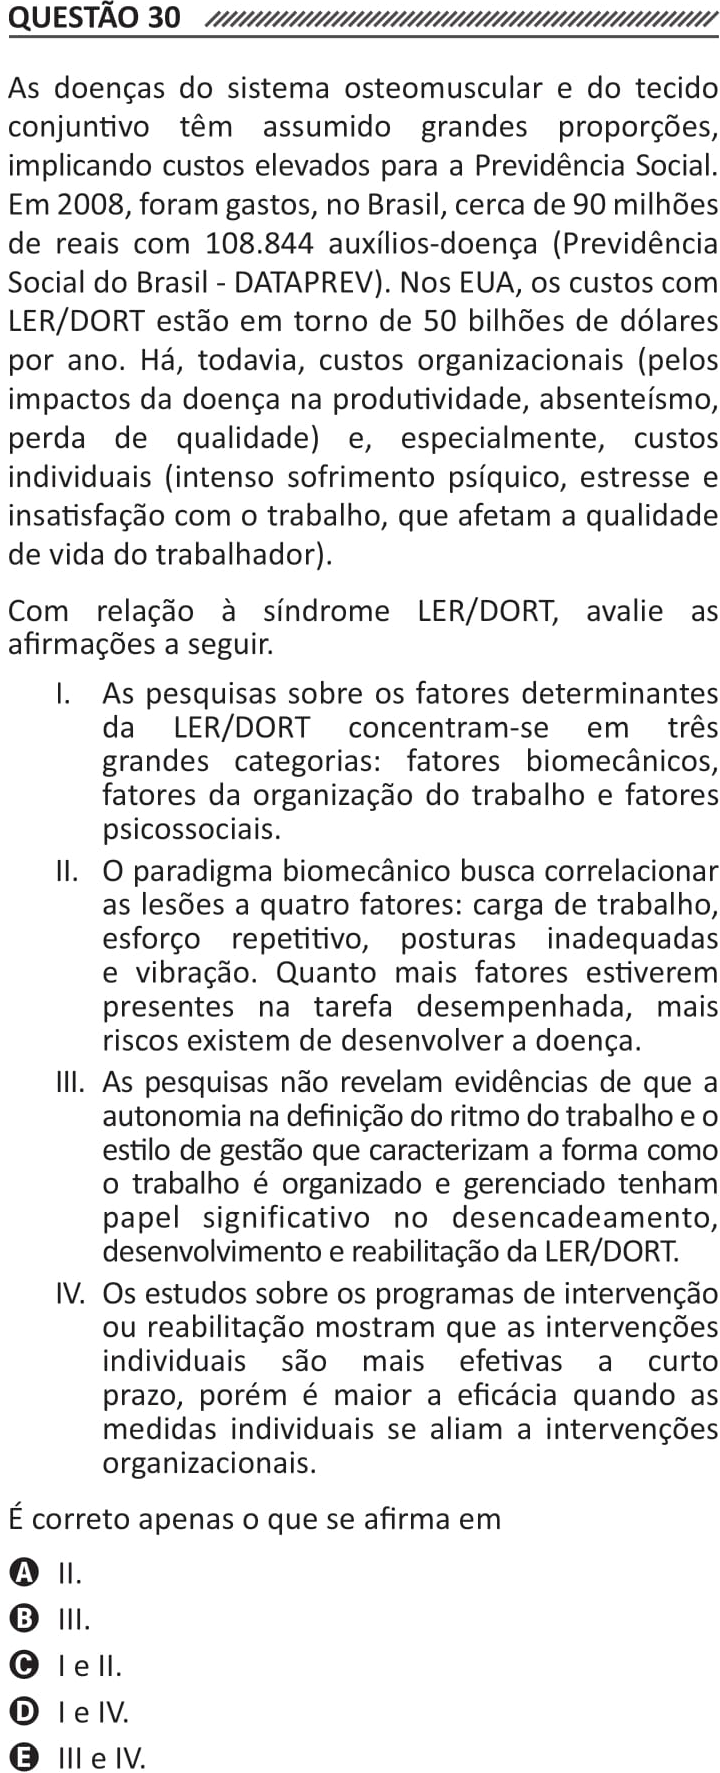 QUESTÃO 30
As doenças do sistema osteomuscular e do tecido
conjuntivo têm assumido grandes proporções,
implicando custos elevados para a Previdência Social.
Em 2008, foram gastos, no Brasil, cerca de 90 milhões
de reais com 108.844 auxílios-doença (Previdência
Social do Brasil - DATAPREV). Nos EUA, os custos com
LER/DORT estão em torno de 50 bilhões de dólares
por ano. Há, todavia, custos organizacionais (pelos
impactos da doença na produtividade, absenteísmo,
perda de qualidade) e, especialmente, custos
individuais (intenso sofrimento psíquico, estresse e
insatisfação com o trabalho, que afetam a qualidade
de vida do trabalhador).
Com relação à síndrome LER/DORT, avalie as
afirmações a seguir.
I. As pesquisas sobre os fatores determinantes
da LER/DORT concentram-se em três
grandes categorias: fatores biomecânicos,
fatores da organização do trabalho e fatores
psicossociais.
II. O paradigma biomecânico busca correlacionar
as lesões a quatro fatores: carga de trabalho,
esforço repetitivo, posturas inadequadas
e vibração. Quanto mais fatores estiverem
presentes na tarefa desempenhada, mais
riscos existem de desenvolver a doença.
III. As pesquisas não revelam evidências de que a
autonomia na definição do ritmo do trabalho e o
estilo de gestão que caracterizam a forma como
o trabalho é organizado e gerenciado tenham
papel significativo no desencadeamento,
desenvolvimento e reabilitação da LER/DORT.
IV. Os estudos sobre os programas de intervenção
ou reabilitação mostram que as intervenções
individuais são mais efetivas a curto
prazo, porém é maior a eficácia quando as
medidas individuais se aliam a intervenções
organizacionais.
É correto apenas o que se afirma em
A II.
B III.
C I e II.
D I e IV.
E III e IV.